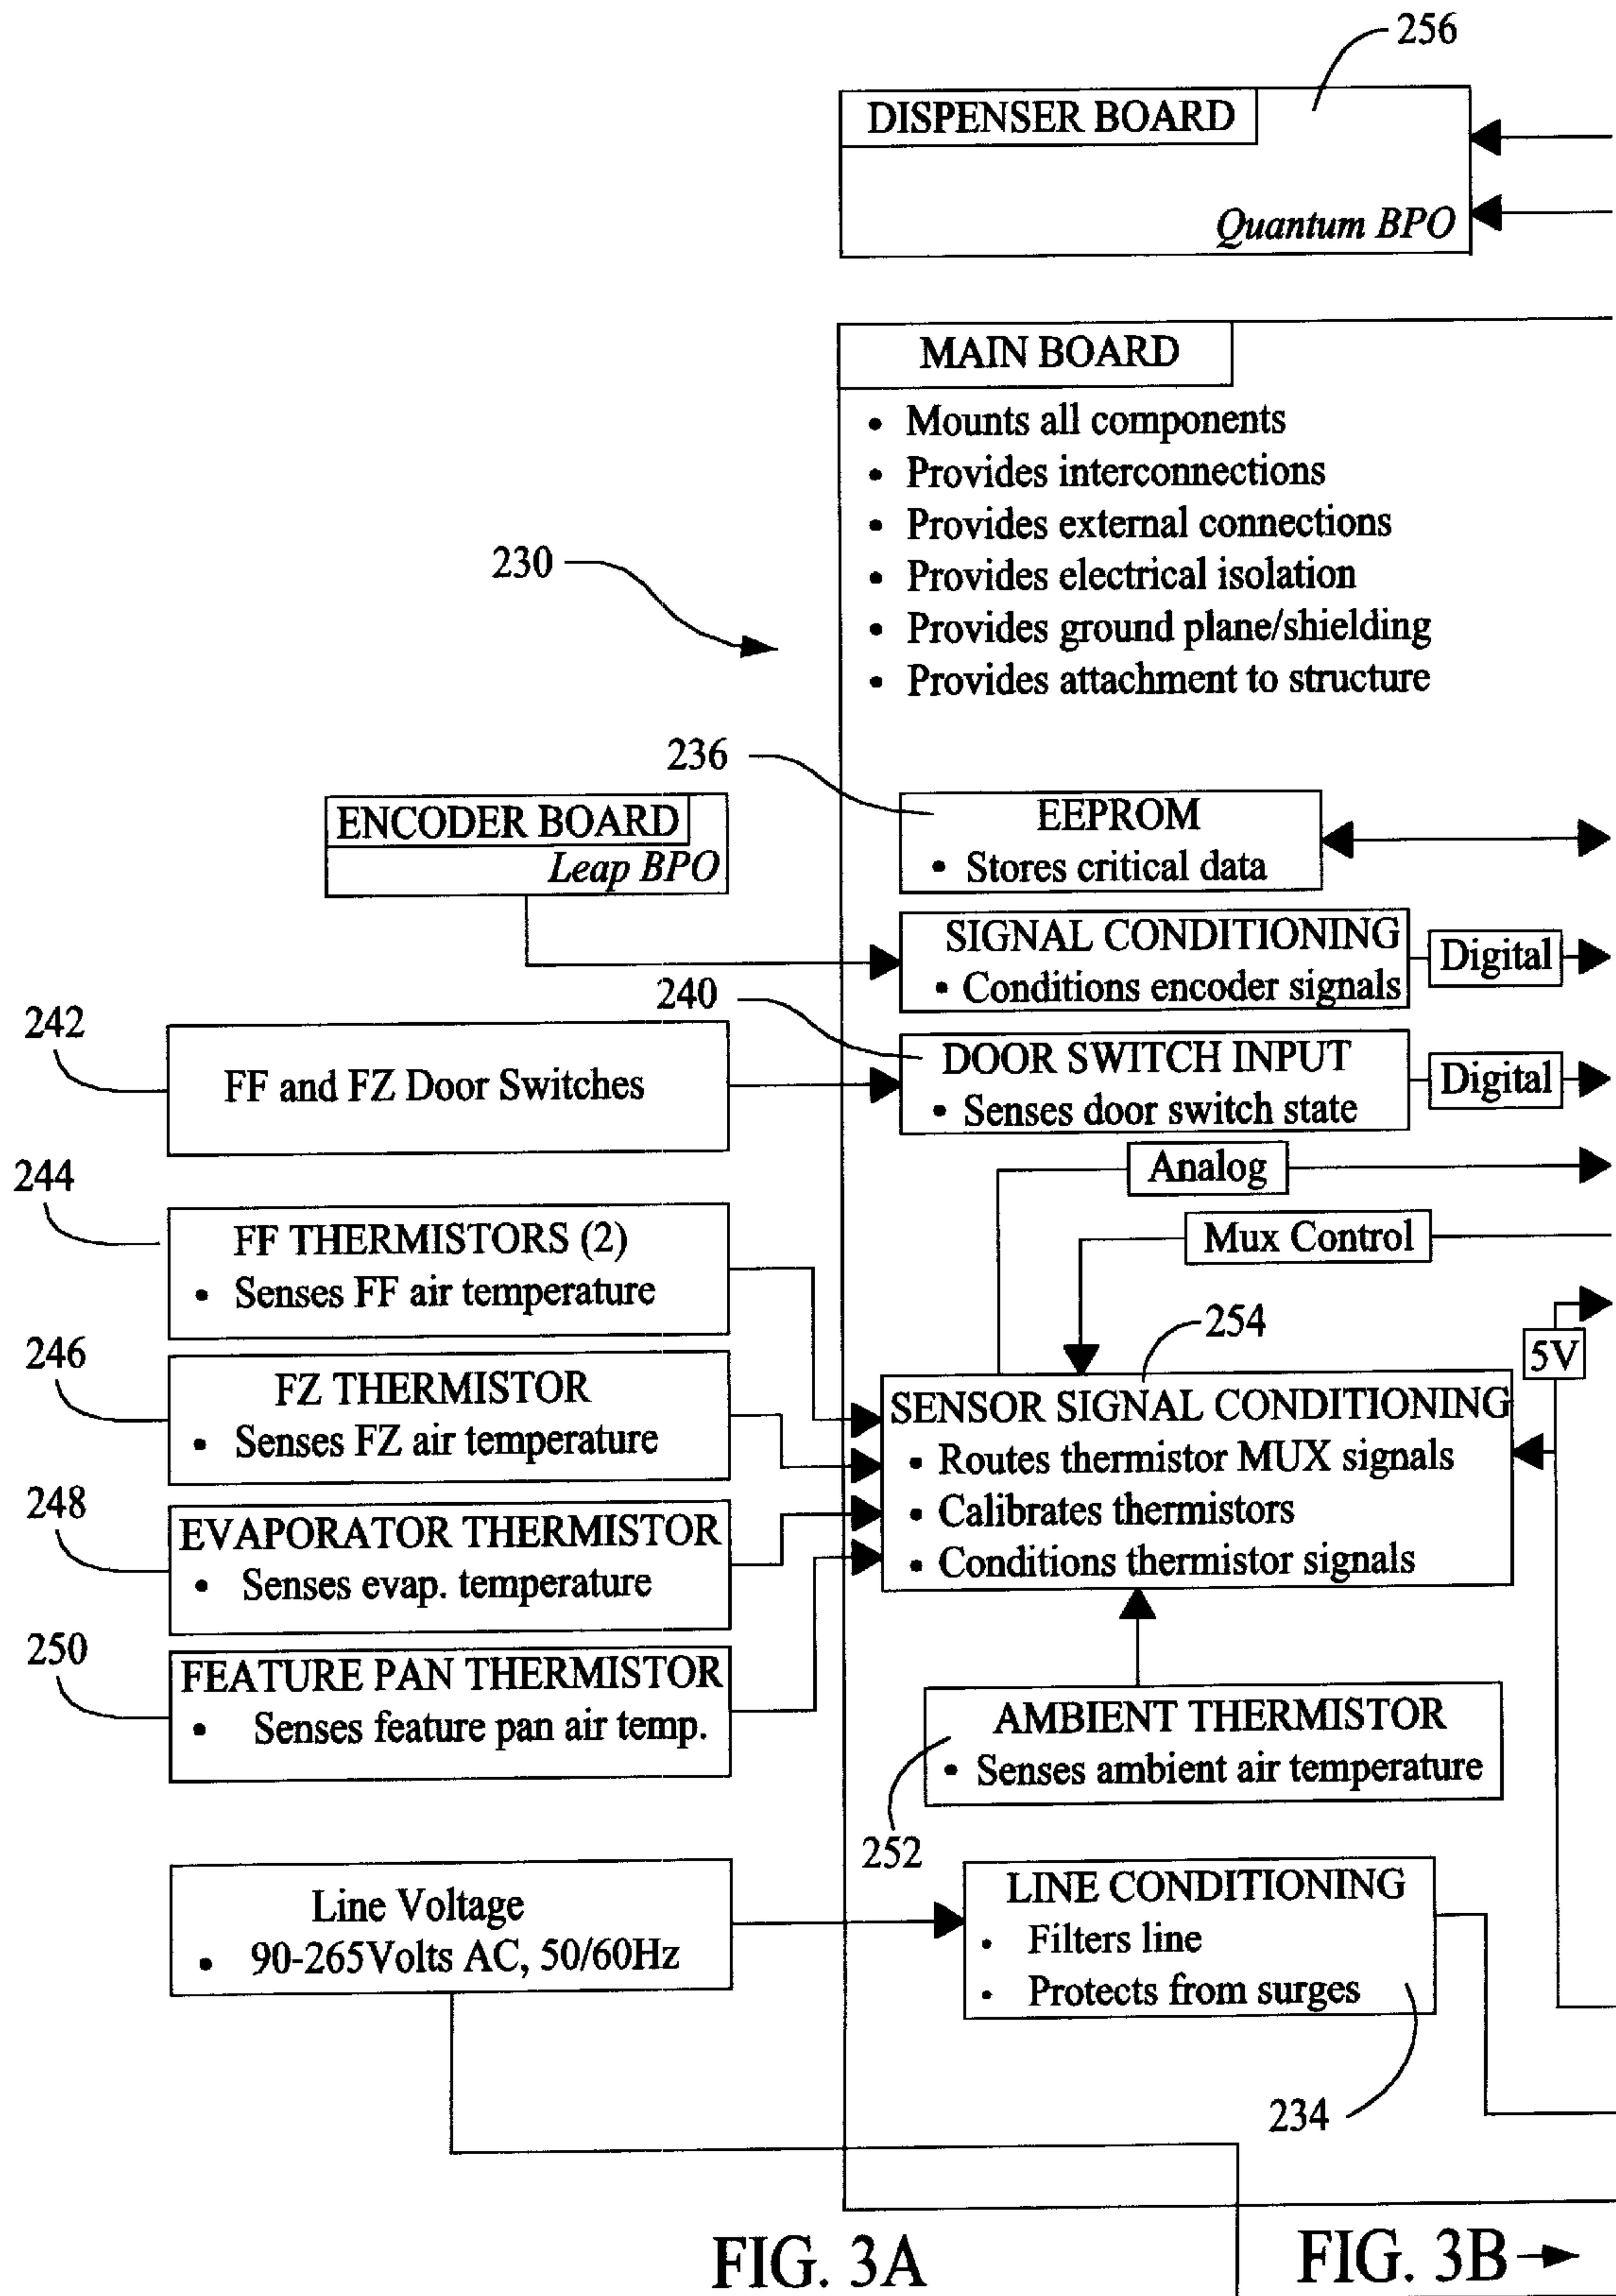 256
DISPENSER BOARD
Quantum BPO
MAIN BOARD
• Mounts all components
• Provides interconnections
• Provides external connections
230
• Provides electrical isolation
• Provides ground plane/shielding
• Provides attachment to structure
236
ENCODER BOARD
Leap BPO
EEPROM
• Stores critical data
SIGNAL CONDITIONING
• Conditions encoder signals
Digital
240
242
FF and FZ Door Switches
DOOR SWITCH INPUT
• Senses door switch state
Digital
Analog
244
FF THERMISTORS (2)
• Senses FF air temperature
Mux Control
254
5V
246
FZ THERMISTOR
• Senses FZ air temperature
SENSOR SIGNAL CONDITIONING
• Routes thermistor MUX signals
• Calibrates thermistors
• Conditions thermistor signals
248
EVAPORATOR THERMISTOR
• Senses evap. temperature
250
FEATURE PAN THERMISTOR
• Senses feature pan air temp.
AMBIENT THERMISTOR
• Senses ambient air temperature
252
Line Voltage
• 90-265Volts AC, 50/60Hz
LINE CONDITIONING
• Filters line
• Protects from surges
234
FIG. 3A
FIG. 3B